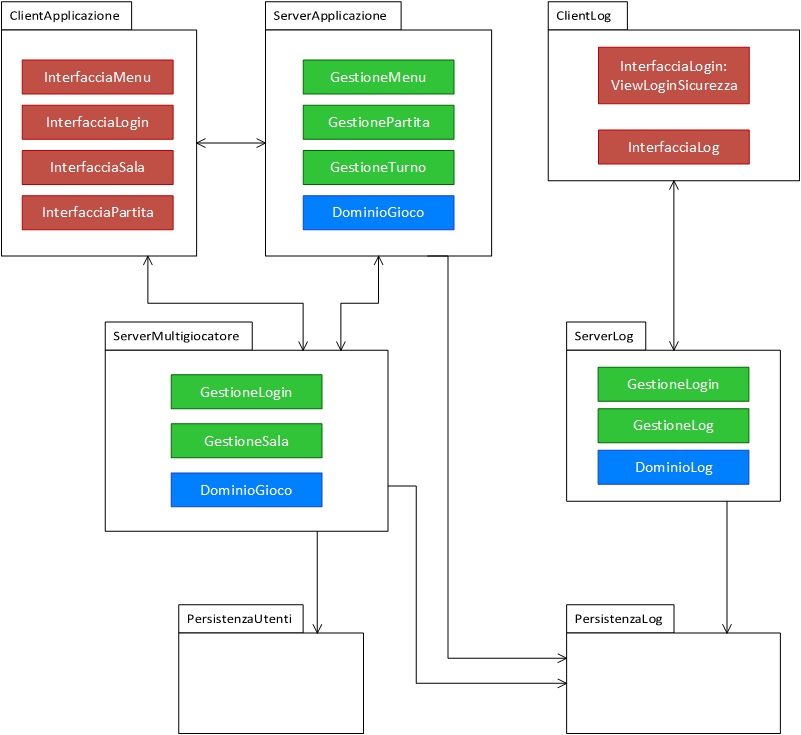 ClientApplicazione
InterfacciaMenu
InterfacciaLogin
InterfacciaSala
InterfacciaPartita
ServerApplicazione
GestioneMenu
GestionePartita
GestioneTurno
DominioGioco
ClientLog
InterfacciaLogin:
ViewLoginSicurezza
InterfacciaLog
ServerMultigiocatore
GestioneLogin
GestioneSala
DominioGioco
ServerLog
GestioneLogin
GestioneLog
DominioLog
PersistenzaUtenti
PersistenzaLog